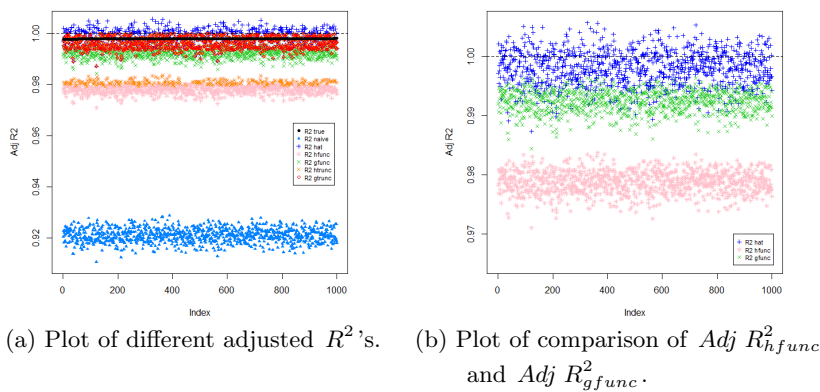 1.00
0.98
0.96
0.94
0.92
Adj R2
R2 true
R2 naive
R2 hat
R2 hfunc
R2 gfunc
R2 htrunc
R2 gtrunc
0 200 400 600 800 1000
Index
(a) Plot of different adjusted R²'s.
1.00
0.99
0.98
0.97
Adj R2
R2 hat
R2 hfunc
R2 gfunc
0 200 400 600 800 1000
Index
(b) Plot of comparison of Adj R²hfunc
and Adj R²gfunc.